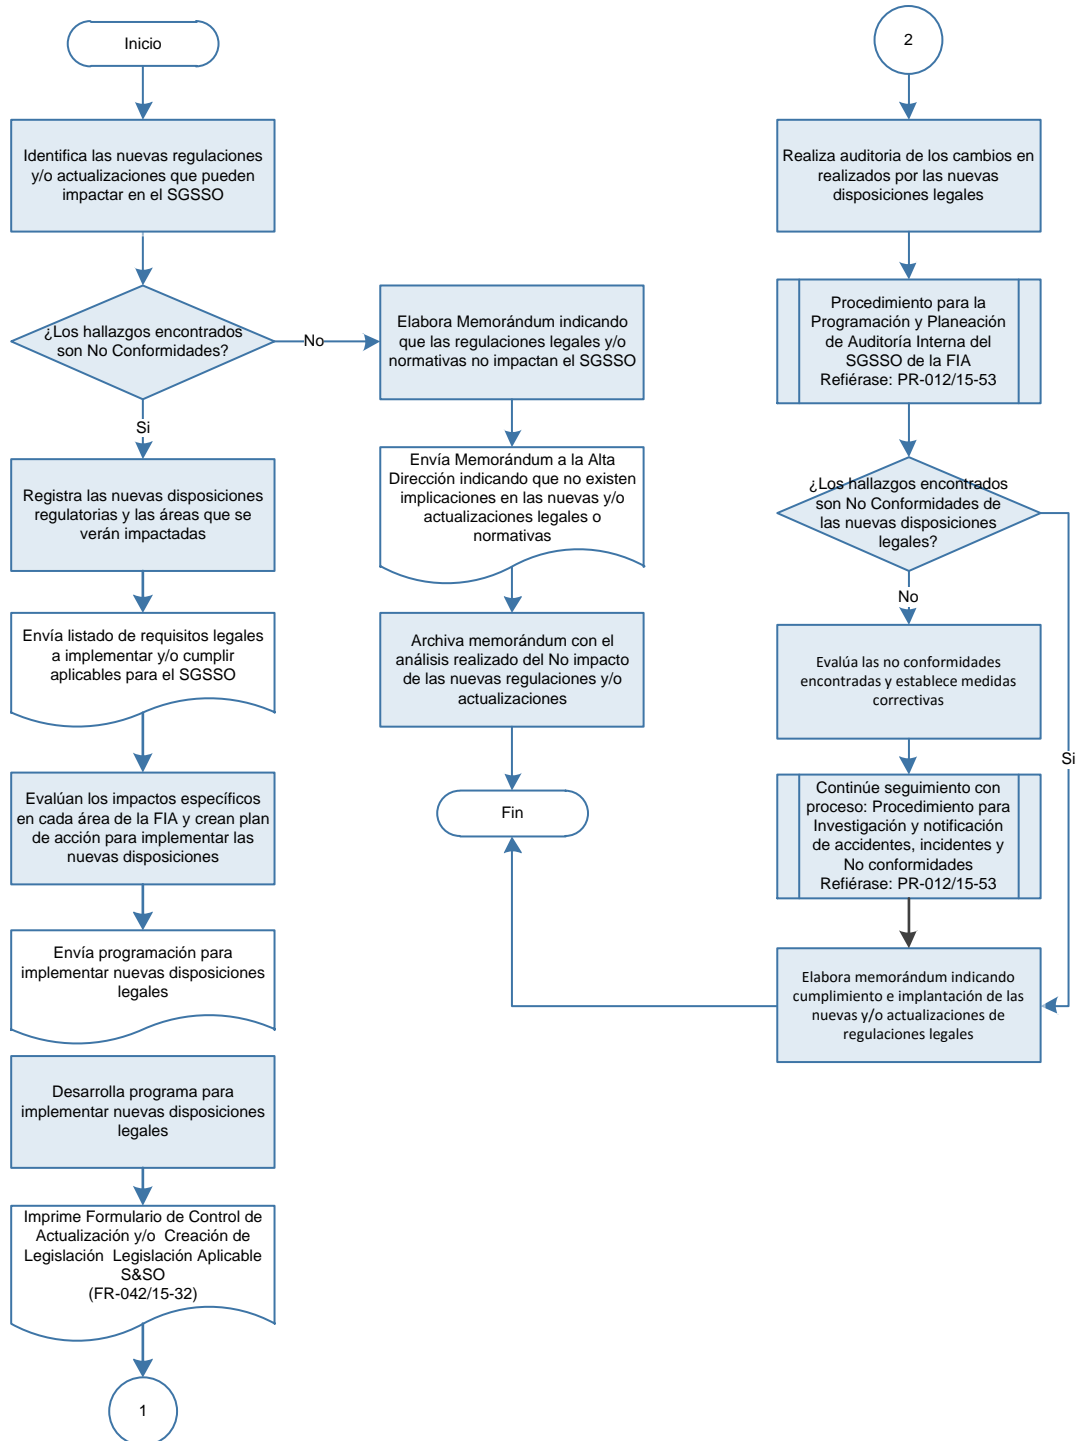 Inicio
Identifica las nuevas regulaciones
y/o actualizaciones que pueden
impactar en el SGSSO
¿Los hallazgos encontrados
son No Conformidades?
No
Si
Registra las nuevas disposiciones
regulatorias y las áreas que se
verán impactadas
Envía listado de requisitos legales
a implementar y/o cumplir
aplicables para el SGSSO
Evalúan los impactos específicos
en cada área de la FIA y crean plan
de acción para implementar las
nuevas disposiciones
Envía programación para
implementar nuevas disposiciones
legales
Desarrolla programa para
implementar nuevas disposiciones
legales
Imprime Formulario de Control de
Actualización y/o Creación de
Legislación Legislación Aplicable
S&SO
(FR-042/15-32)
1
Elabora Memorándum indicando
que las regulaciones legales y/o
normativas no impactan el SGSSO
Envía Memorándum a la Alta
Dirección indicando que no existen
implicaciones en las nuevas y/o
actualizaciones legales o
normativas
Archiva memorándum con el
análisis realizado del No impacto
de las nuevas regulaciones y/o
actualizaciones
Fin
2
Realiza auditoria de los cambios en
realizados por las nuevas
disposiciones legales
Procedimiento para la
Programación y Planeación
de Auditoría Interna del
SGSSO de la FIA
Refiérase: PR-012/15-53
¿Los hallazgos encontrados
son No Conformidades de
las nuevas disposiciones
legales?
No
Si
Evalúa las no conformidades
encontradas y establece medidas
correctivas
Continúe seguimiento con
proceso: Procedimiento para
Investigación y notificación
de accidentes, incidentes y
No conformidades
Refiérase: PR-012/15-53
Elabora memorándum indicando
cumplimiento e implantación de las
nuevas y/o actualizaciones de
regulaciones legales